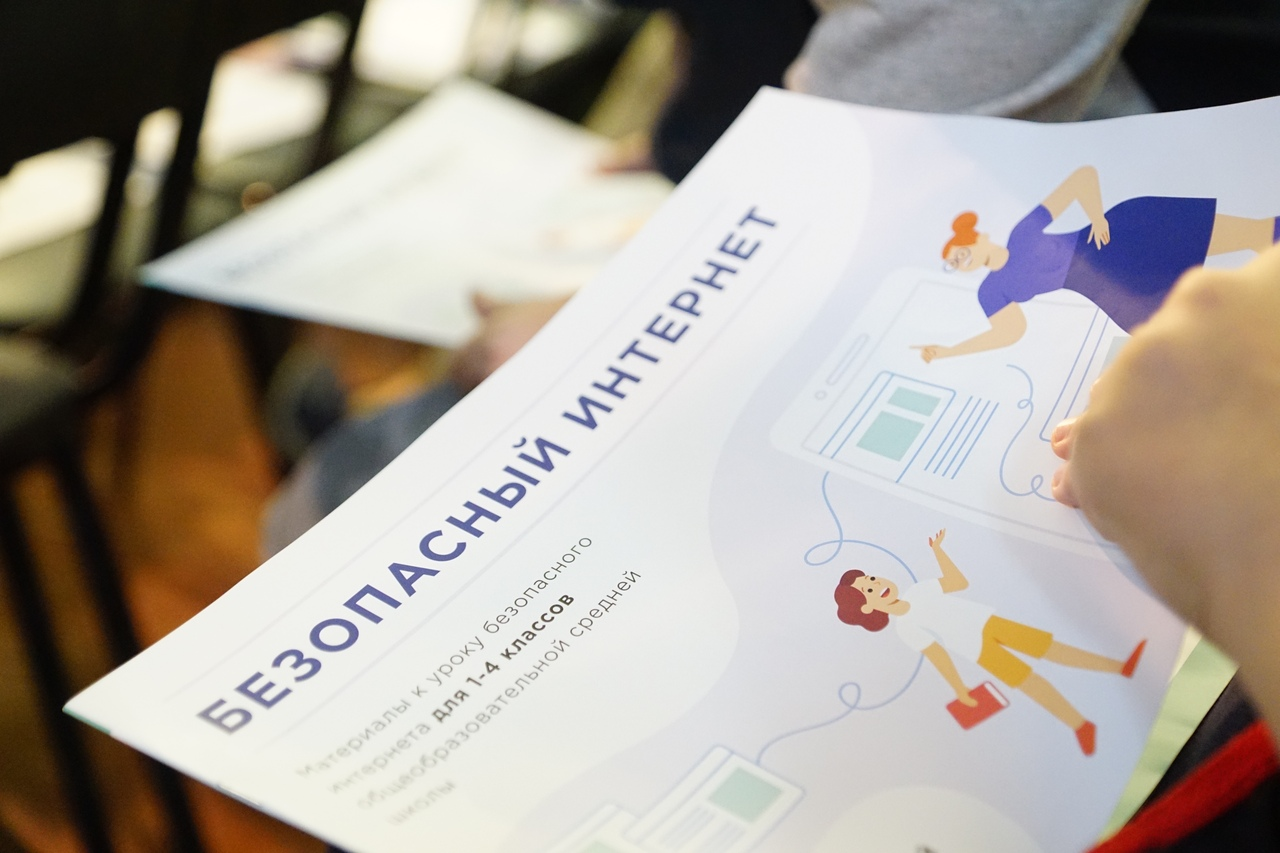 БЕЗОПАСНЫЙ ИНТЕРНЕТ
Материалы к уроку безопасного
интернета для 1-4 классов
общеобразовательной средней
школы